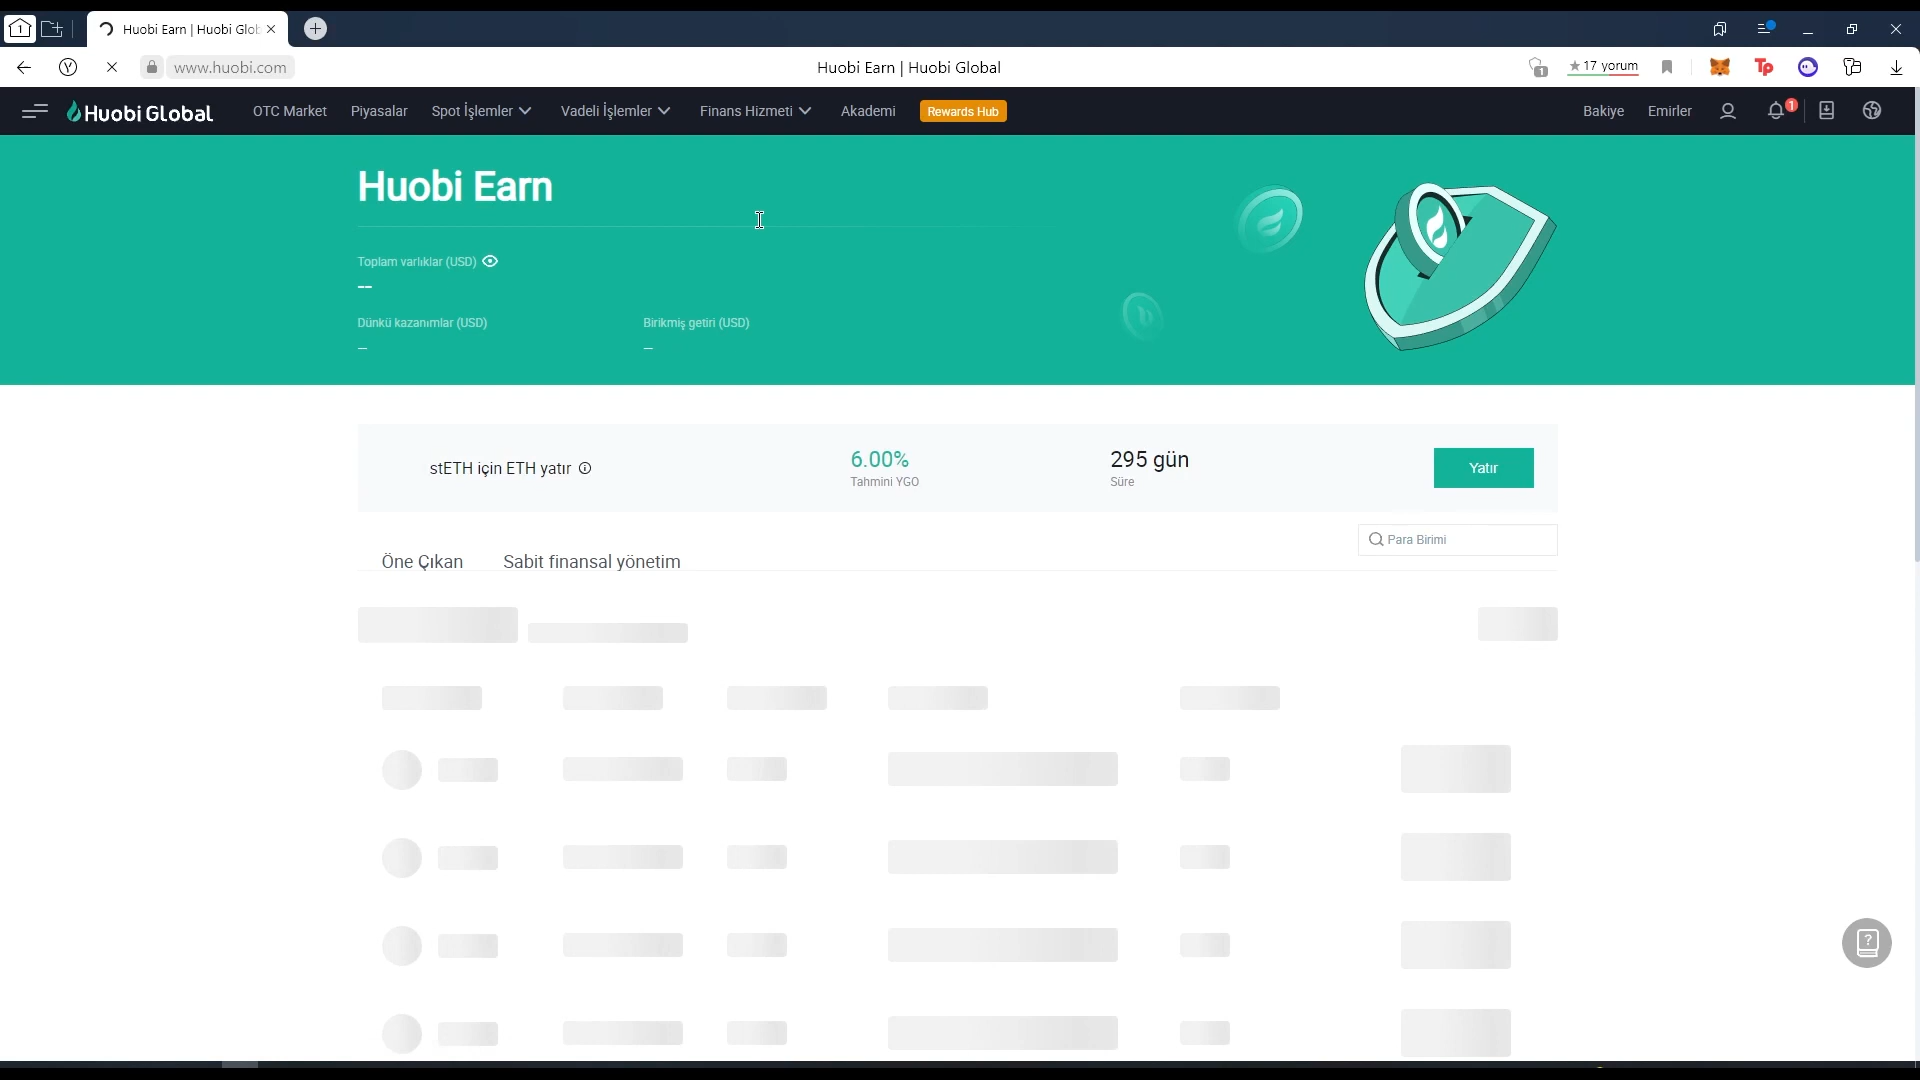 1
Huobi Earn | Huobi Glob
www.huobi.com
Huobi Earn | Huobi Global
1
★ 17 yorum
Tp
Huobi Global
OTC Market
Piyasalar
Spot İşlemler
Vadeli İşlemler
Finans Hizmeti
Akademi
Rewards Hub
Bakiye
Emirler
1
Huobi Earn
Toplam varlıklar (USD)
--
Dünkü kazanımlar (USD)
Birikmiş getiri (USD)
--
--
stETH için ETH yatır
6.00%
Tahmini YGO
295 gün
Süre
Yatır
Öne Çıkan
Sabit finansal yönetim
Para Birimi